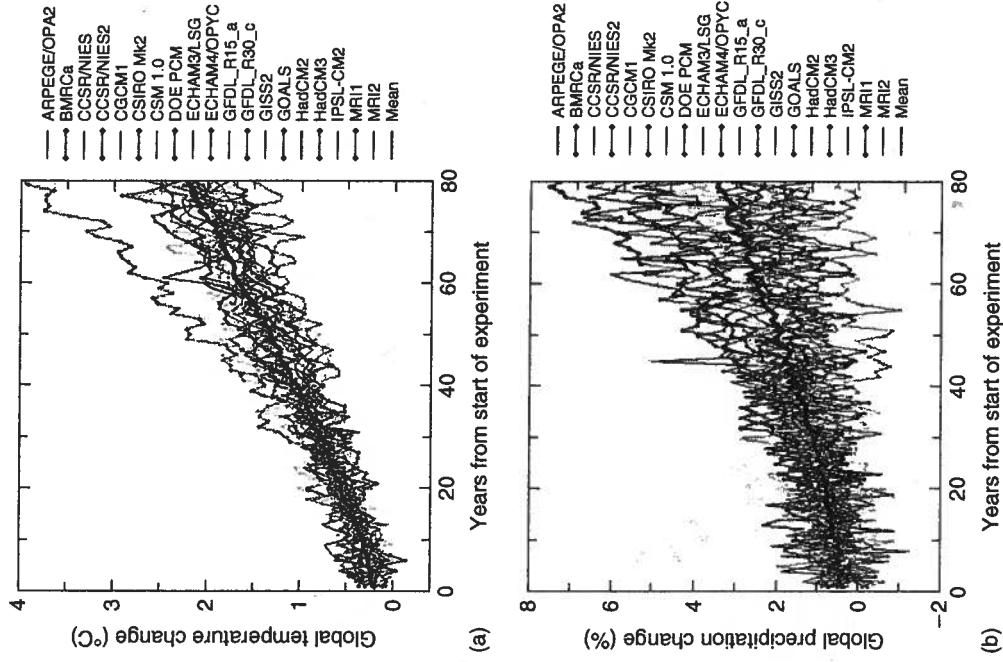 4
3
2
1
0
Global temperature change (°C)
0
20
40
60
80
Years from start of experiment
(a)
ARPEGE/OPA2
BMRCa
CCSR/NIES
CCSR/NIES2
CGCM1
CSIRO Mk2
CSM 1.0
DOE PCM
ECHAM3/LSG
ECHAM4/OPYC
GFDL_R15_a
GFDL_R30_c
GISS2
GOALS
HadCM2
HadCM3
IPSL-CM2
MRI1
MRI2
Mean
8
6
4
2
0
−2
Global precipitation change (%)
0
20
40
60
80
Years from start of experiment
(b)
ARPEGE/OPA2
BMRCa
CCSR/NIES
CCSR/NIES2
CGCM1
CSIRO Mk2
CSM 1.0
DOE PCM
ECHAM3/LSG
ECHAM4/OPYC
GFDL_R15_a
GFDL_R30_c
GISS2
GOALS
HadCM2
HadCM3
IPSL-CM2
MRI1
MRI2
Mean